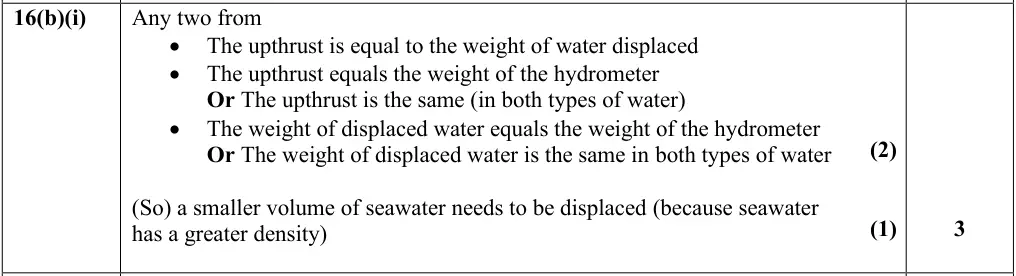 16(b)(i)
Any two from
• The upthrust is equal to the weight of water displaced
• The upthrust equals the weight of the hydrometer
Or The upthrust is the same (in both types of water)
• The weight of displaced water equals the weight of the hydrometer
Or The weight of displaced water is the same in both types of water (2)
(So) a smaller volume of seawater needs to be displaced (because seawater
has a greater density) (1) 3